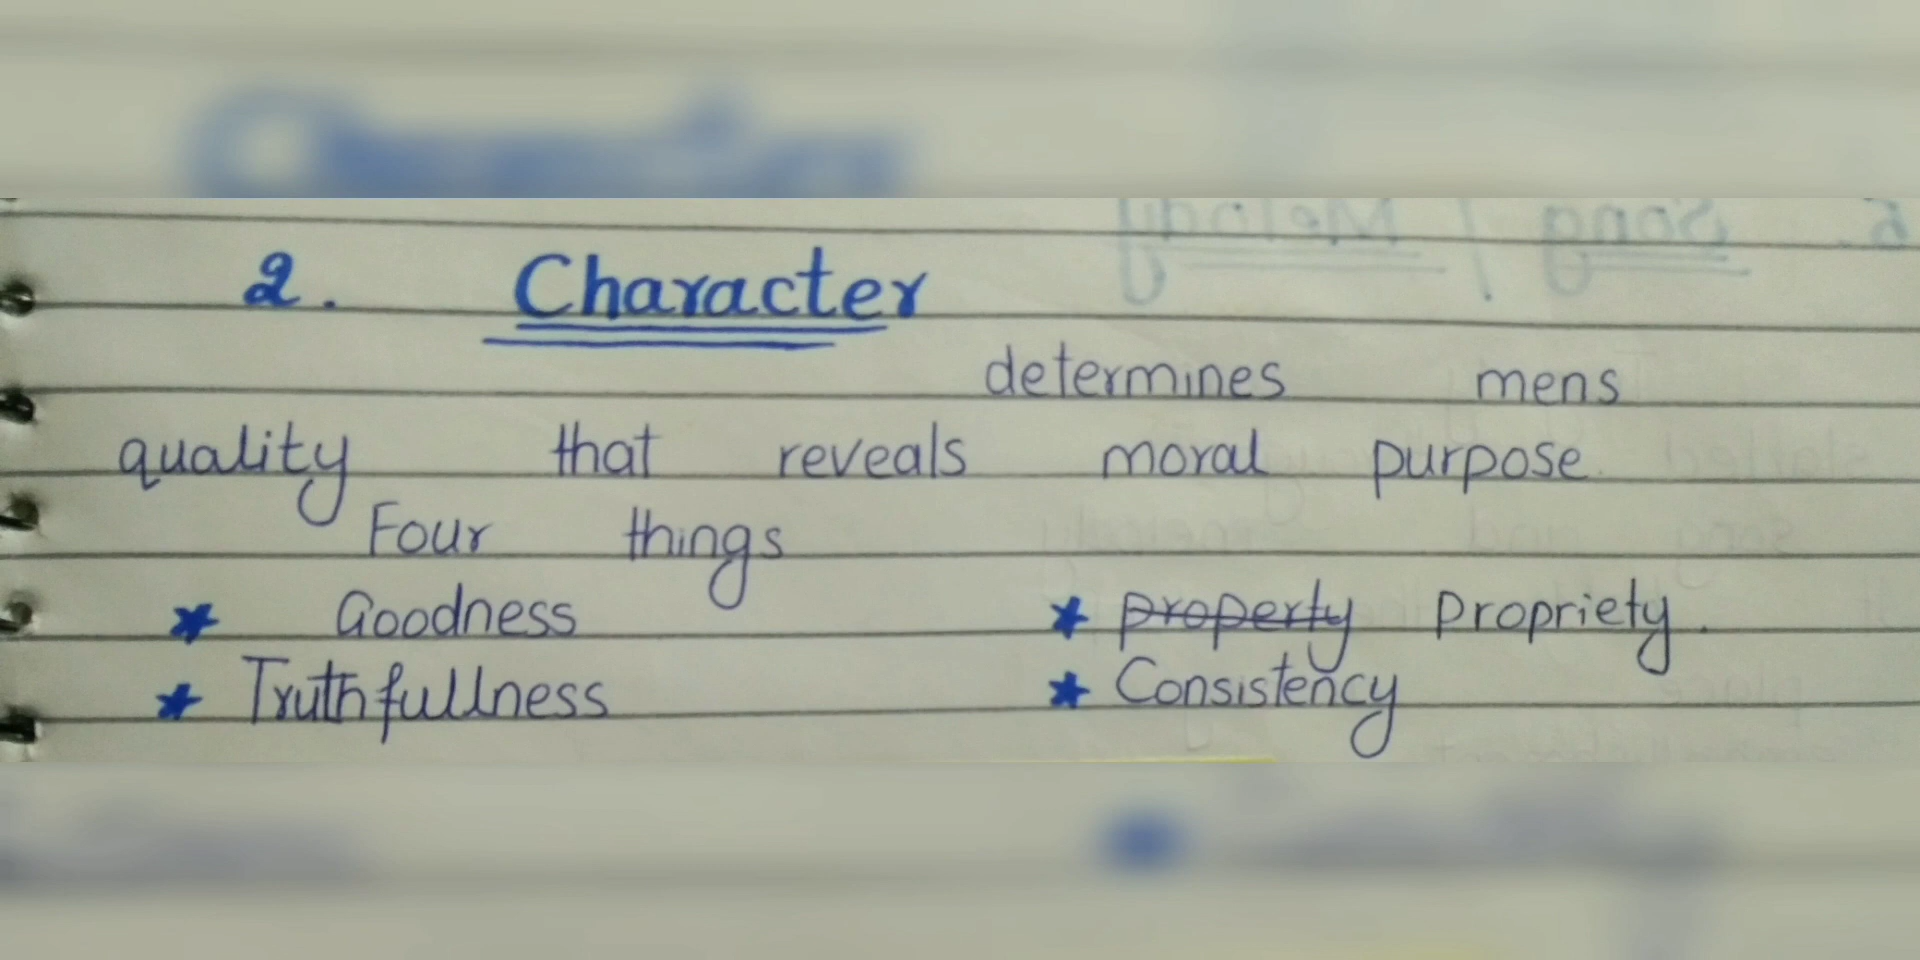 2. Character
determines mens
quality that reveals moral purpose
Four things
* Goodness * property Propriety.
* Truthfullness * Consistency